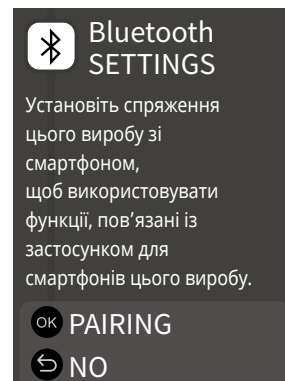 Bluetooth
SETTINGS
Установіть спряження
цього виробу зі
смартфоном,
щоб використовувати
функції, пов’язані із
застосунком для
смартфонів цього виробу.
OK PAIRING
NO